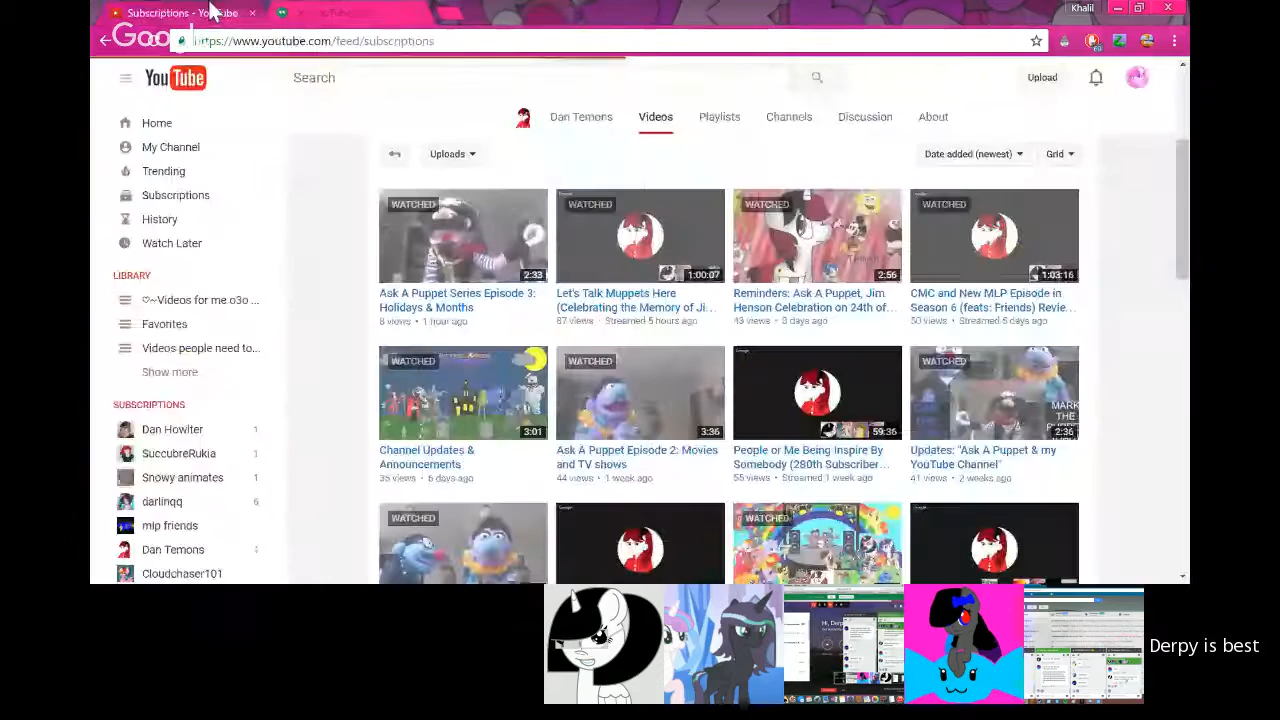 Subscriptions - YouTube
Khalil
https://www.youtube.com/feed/subscriptions
YouTube
Search
Upload
Dan Temons Videos Playlists Channels Discussion About
Home
My Channel
Trending
Subscriptions
History
Watch Later
LIBRARY
♡~Videos for me o3o ...
Favorites
Videos people need to...
Show more
SUBSCRIPTIONS
Dan Howlter 1
SuccubreRukia 1
Snowy animates 1
darlinqq 6
mlp friends
Dan Temons
Cloudchaser101
Uploads
Date added (newest)
Grid
WATCHED
2:33
Ask A Puppet Series Episode 3:
Holidays & Months
8 views • 1 hour ago
WATCHED
1:00:07
Let's Talk Muppets Here
(Celebrating the Memory of Ji...
87 views • Streamed 5 hours ago
WATCHED
2:56
Reminders: Ask A Puppet, Jim
Henson Celebration on 24th of...
43 views • 3 days ago
WATCHED
1:03:16
CMC and New MLP Episode in
Season 6 (feats: Friends) Revie...
50 views • Streamed 5 days ago
WATCHED
3:01
Channel Updates &
Announcements
35 views • 6 days ago
WATCHED
3:36
Ask A Puppet Episode 2: Movies
and TV shows
44 views • 1 week ago
59:36
People or Me Being Inspire By
Somebody (280th Subscriber...
55 views • Streamed 1 week ago
WATCHED
MARK
THE
2:36
Updates: "Ask A Puppet & my
YouTube Channel"
41 views • 2 weeks ago
WATCHED
WATCHED
Derpy is best